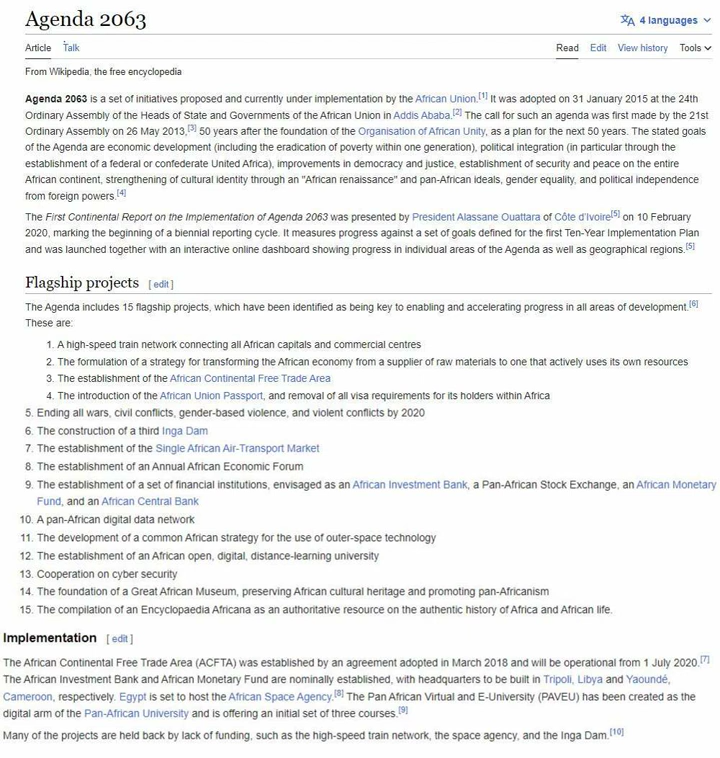 Agenda 2063
4 languages
Article Talk Read Edit View history Tools
From Wikipedia, the free encyclopedia
Agenda 2063 is a set of initiatives proposed and currently under implementation by the African Union.[1] It was adopted on 31 January 2015 at the 24th
Ordinary Assembly of the Heads of State and Governments of the African Union in Addis Ababa.[2] The call for such an agenda was first made by the 21st
Ordinary Assembly on 26 May 2013,[3] 50 years after the foundation of the Organisation of African Unity, as a plan for the next 50 years. The stated goals
of the Agenda are economic development (including the eradication of poverty within one generation), political integration (in particular through the
establishment of a federal or confederate United Africa), improvements in democracy and justice, establishment of security and peace on the entire
African continent, strengthening of cultural identity through an "African renaissance" and pan-African ideals, gender equality, and political independence
from foreign powers.[4]
The First Continental Report on the Implementation of Agenda 2063 was presented by President Alassane Ouattara of Côte d'Ivoire[5] on 10 February
2020, marking the beginning of a biennial reporting cycle. It measures progress against a set of goals defined for the first Ten-Year Implementation Plan
and was launched together with an interactive online dashboard showing progress in individual areas of the Agenda as well as geographical regions.[5]
Flagship projects [ edit ]
The Agenda includes 15 flagship projects, which have been identified as being key to enabling and accelerating progress in all areas of development.[6]
These are:
1. A high-speed train network connecting all African capitals and commercial centres
2. The formulation of a strategy for transforming the African economy from a supplier of raw materials to one that actively uses its own resources
3. The establishment of the African Continental Free Trade Area
4. The introduction of the African Union Passport, and removal of all visa requirements for its holders within Africa
5. Ending all wars, civil conflicts, gender-based violence, and violent conflicts by 2020
6. The construction of a third Inga Dam
7. The establishment of the Single African Air-Transport Market
8. The establishment of an Annual African Economic Forum
9. The establishment of a set of financial institutions, envisaged as an African Investment Bank, a Pan-African Stock Exchange, an African Monetary
Fund, and an African Central Bank
10. A pan-African digital data network
11. The development of a common African strategy for the use of outer-space technology
12. The establishment of an African open, digital, distance-learning university
13. Cooperation on cyber security
14. The foundation of a Great African Museum, preserving African cultural heritage and promoting pan-Africanism
15. The compilation of an Encyclopaedia Africana as an authoritative resource on the authentic history of Africa and African life.
Implementation [ edit ]
The African Continental Free Trade Area (ACFTA) was established by an agreement adopted in March 2018 and will be operational from 1 July 2020.[7]
The African Investment Bank and African Monetary Fund are nominally established, with headquarters to be built in Tripoli, Libya and Yaoundé,
Cameroon, respectively. Egypt is set to host the African Space Agency.[8] The Pan African Virtual and E-University (PAVEU) has been created as the
digital arm of the Pan-African University and is offering an initial set of three courses.[9]
Many of the projects are held back by lack of funding, such as the high-speed train network, the space agency, and the Inga Dam.[10]